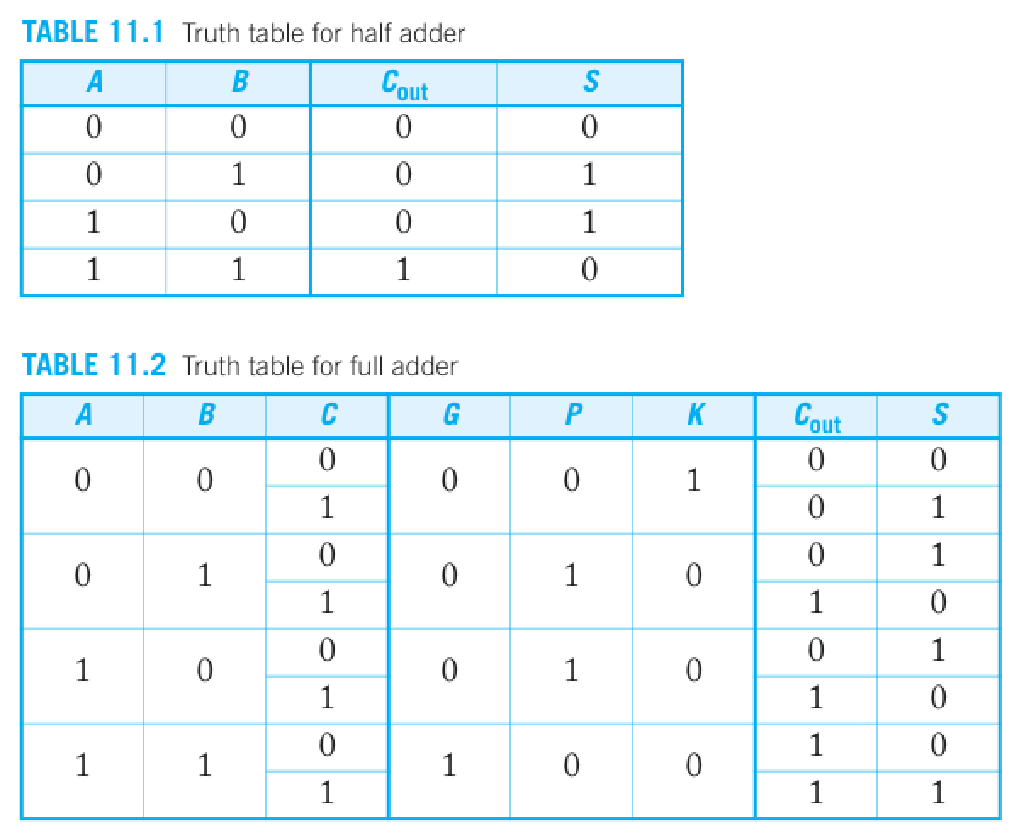 TABLE 11.1 Truth table for half adder
A B Cout S
0 0 0 0
0 1 0 1
1 0 0 1
1 1 1 0
TABLE 11.2 Truth table for full adder
A B C G P K Cout S
0 0 0 0 0 1 0 0
1 0 1
0 1 0 0 1 0 0 1
1 1 0
1 0 0 0 1 0 0 1
1 1 0
1 1 0 1 0 0 1 0
1 1 1